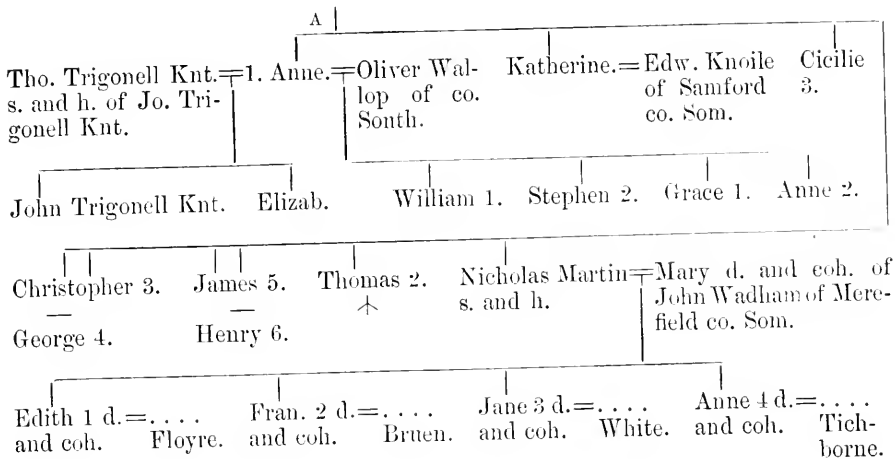 A
Tho. Trigonell Knt.=1. Anne.=Oliver Wal- Katherine.=Edw. Knoile Cicilie
s. and h. of Jo. Tri- lop of co. of Samford 3.
gonell Knt. South. co. Som.
John Trigonell Knt. Elizab. William 1. Stephen 2. Grace 1. Anne 2.
Christopher 3. James 5. Thomas 2. Nicholas Martin=Mary d. and coh. of
s. and h. John Wadham of Mere-
George 4. Henry 6. field co. Som.
Edith 1 d.=.... Fran. 2 d.=.... Jane 3 d.=.... Anne 4 d.=....
and coh. Floyre. and coh. Bruen. and coh. White. and coh. Tich-
borne.